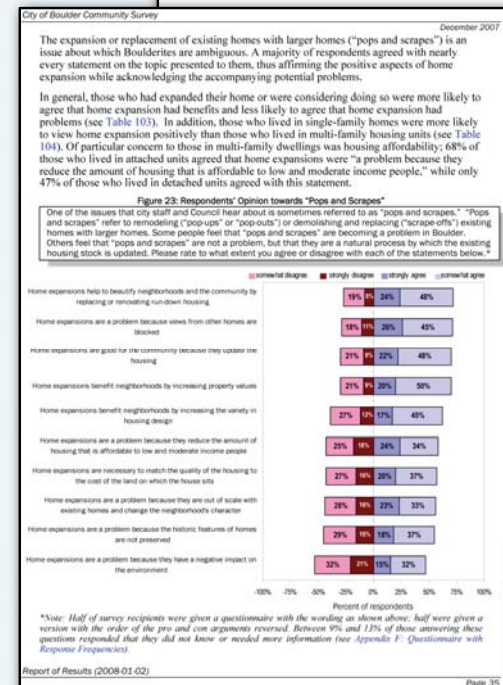 City of Boulder Community Survey
December 2007
The expansion or replacement of existing homes with larger homes ("pops and scrapes") is an
issue about which Boulderites are ambiguous. A majority of respondents agreed with nearly
every statement on the topic presented to them, thus affirming the positive aspects of home
expansion while acknowledging the accompanying potential problems.
In general, those who had expanded their home or were considering doing so were more likely to
agree that home expansion had benefits and less likely to agree that home expansion had
problems (see Table 103). In addition, those who lived in single-family homes were more likely
to view home expansion positively than those who lived in multi-family housing units (see Table
104). Of particular concern to those in multi-family dwellings was housing affordability; 68% of
those who lived in attached units agreed that home expansions were "a problem because they
reduce the amount of housing that is affordable to low and moderate income people," while only
47% of those who lived in detached units agreed with this statement.
Figure 23: Respondents' Opinion towards "Pops and Scrapes"
One of the issues that city staff and Council hear about is sometimes referred to as "pops and scrapes." "Pops
and scrapes" refer to remodeling ("pop-ups" or "pop-outs") or demolishing and replacing ("scrape-offs") existing
homes with larger homes. Some people feel that "pops and scrapes" are becoming a problem in Boulder.
Others feel that "pops and scrapes" are not a problem, but that they are a natural process by which the existing
housing stock is updated. Please rate to what extent you agree or disagree with each of the statements below.*
somewhat disagree strongly disagree strongly agree somewhat agree
Home expansions help to beautify neighborhoods and the community by
replacing or renovating run-down housing
19% 24% 48%
Home expansions are a problem because views from other homes are
blocked
18% 11% 26% 45%
Home expansions are good for the community because they update the
housing
21% 22% 48%
Home expansions benefit neighborhoods by increasing property values
21% 20% 50%
Home expansions benefit neighborhoods by increasing the variety in
housing design
27% 12% 17% 45%
Home expansions are a problem because they reduce the amount of
housing that is affordable to low and moderate income people
25% 24% 34%
Home expansions are necessary to match the quality of the housing to
the cost of the land on which the house sits
27% 20% 37%
Home expansions are a problem because they are out of scale with
existing homes and change the neighborhood's character
28% 23% 33%
Home expansions are a problem because the historic features of homes
are not preserved
29% 18% 37%
Home expansions are a problem because they have a negative impact on
the environment
32% 21% 15% 32%
-100% -75% -50% -25% 0% 25% 50% 75% 100%
Percent of respondents
*Note: Half of survey recipients were given a questionnaire with the wording as shown above; half were given a
version with the order of the pro and con arguments reversed. Between 9% and 13% of those answering these
questions responded that they did not know or needed more information (see Appendix F: Questionnaire with
Response Frequencies).
Report of Results (2008-01-02)
Page 35